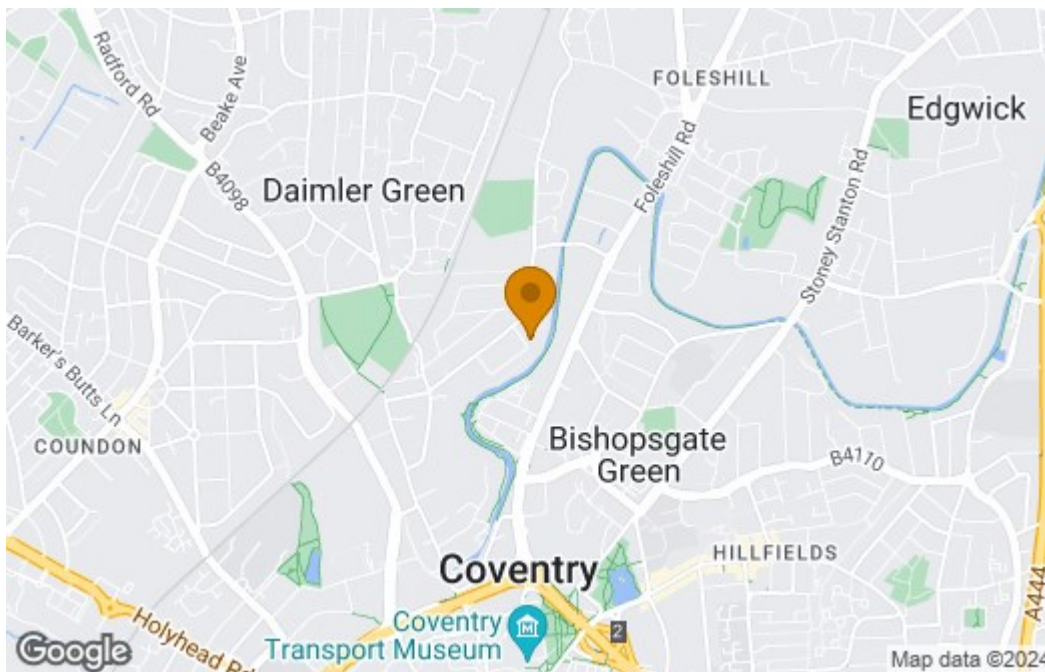 Radford Rd
Beake Ave
B4098
FOLESHILL
Edgwick
Daimler Green
Foleshill Rd
Stoney Stanton Rd
Barker's Butts Ln
COUNDON
Bishopsgate
Green
B4110
HILLFIELDS
Coventry
Coventry
Transport Museum
M
2
A444
Holyhead Rd
Google
Map data ©2024